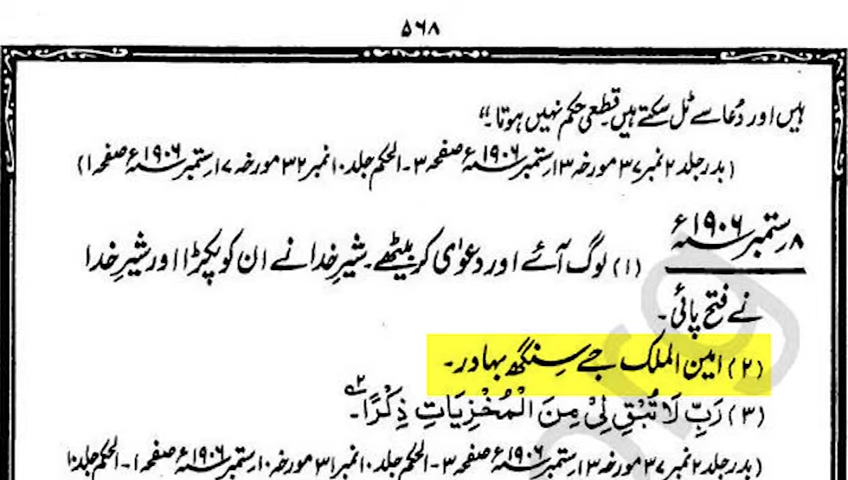 ۵۶۸
ہیں اور دُعا سے ٹل سکتے ہیں۔ قطعی حکم نہیں ہوتا۔"
(بدر جلد ۲ نمبر ۳۷ مورخہ ۱۳ ستمبر ۱۹۰۶ء صفحہ ۳۔ الحکم جلد ۱۰ نمبر ۳۲ مورخہ ۱۷ ستمبر ۱۹۰۶ء صفحہ ۱)
۸ ستمبر ۱۹۰۶ء
(۱) لوگ آئے اور دعوٰی کر بیٹھے۔ شیرِ خدا نے ان کو پکڑا اور شیرِ خدا
نے فتح پائی۔
(۲) امین الملک جے سنگھ بہادر۔
(۳) رَبِّ لَا تُبْقِ لِیْ مِنَ الْمُخْزِیَاتِ ذِکْرًا۔۲
(بدر جلد ۲ نمبر ۳۷ مورخہ ۱۳ ستمبر ۱۹۰۶ء صفحہ ۳۔ الحکم جلد ۱۰ نمبر ۳۱ مورخہ ۱۰ ستمبر ۱۹۰۶ء صفحہ ۱۔ الحکم جلد ۱۰